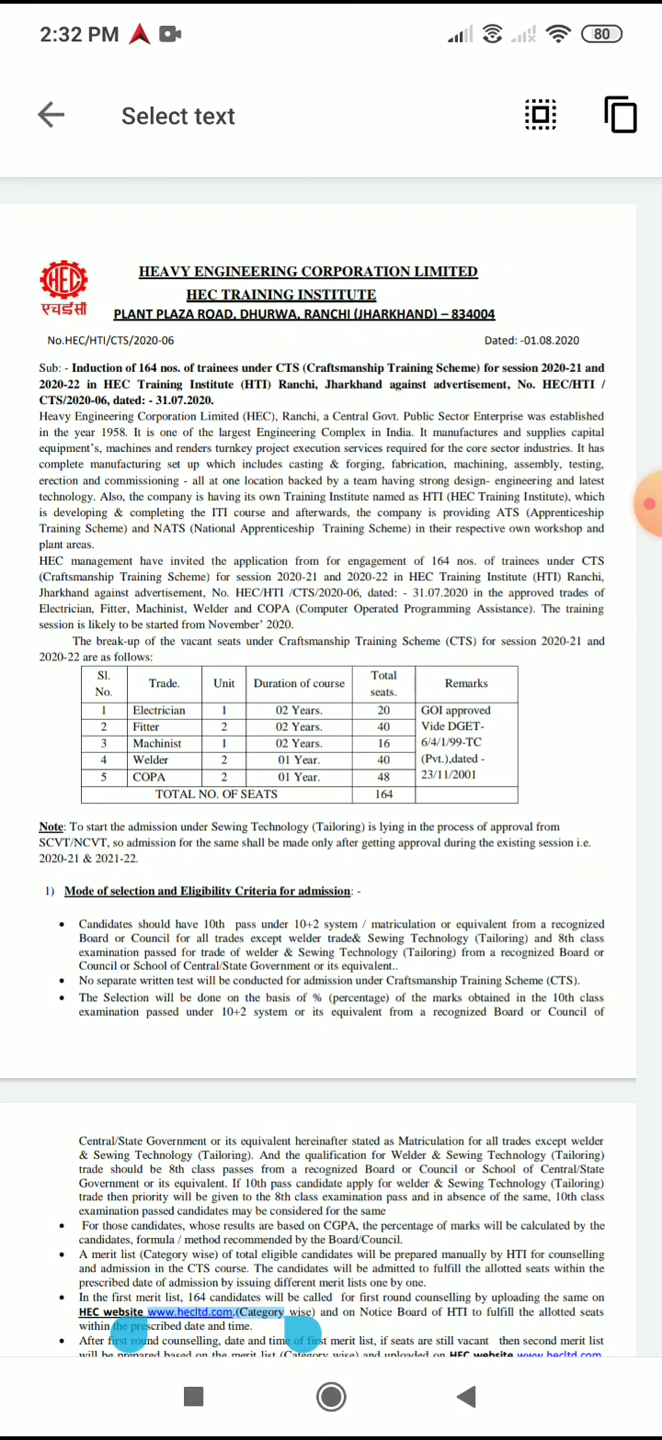 2:32 PM 80
Select text
HEC
एचईसी
HEAVY ENGINEERING CORPORATION LIMITED
HEC TRAINING INSTITUTE
PLANT PLAZA ROAD, DHURWA, RANCHI (JHARKHAND) – 834004
No.HEC/HTI/CTS/2020-06 Dated: -01.08.2020
Sub: - Induction of 164 nos. of trainees under CTS (Craftsmanship Training Scheme) for session 2020-21 and
2020-22 in HEC Training Institute (HTI) Ranchi, Jharkhand against advertisement, No. HEC/HTI /
CTS/2020-06, dated: - 31.07.2020.
Heavy Engineering Corporation Limited (HEC), Ranchi, a Central Govt. Public Sector Enterprise was established
in the year 1958. It is one of the largest Engineering Complex in India. It manufactures and supplies capital
equipment's, machines and renders turnkey project execution services required for the core sector industries. It has
complete manufacturing set up which includes casting & forging, fabrication, machining, assembly, testing,
erection and commissioning - all at one location backed by a team having strong design- engineering and latest
technology. Also, the company is having its own Training Institute named as HTI (HEC Training Institute), which
is developing & completing the ITI course and afterwards, the company is providing ATS (Apprenticeship
Training Scheme) and NATS (National Apprenticeship Training Scheme) in their respective own workshop and
plant areas.
HEC management have invited the application from for engagement of 164 nos. of trainees under CTS
(Craftsmanship Training Scheme) for session 2020-21 and 2020-22 in HEC Training Institute (HTI) Ranchi,
Jharkhand against advertisement, No. HEC/HTI /CTS/2020-06, dated: - 31.07.2020 in the approved trades of
Electrician, Fitter, Machinist, Welder and COPA (Computer Operated Programming Assistance). The training
session is likely to be started from November' 2020.
The break-up of the vacant seats under Craftsmanship Training Scheme (CTS) for session 2020-21 and
2020-22 are as follows:
Sl. No. Trade. Unit Duration of course Total seats. Remarks
1 Electrician 1 02 Years. 20 GOI approved
2 Fitter 2 02 Years. 40 Vide DGET-
3 Machinist 1 02 Years. 16 6/4/1/99-TC
4 Welder 2 01 Year. 40 (Pvt.),dated -
5 COPA 2 01 Year. 48 23/11/2001
TOTAL NO. OF SEATS 164
Note: To start the admission under Sewing Technology (Tailoring) is lying in the process of approval from
SCVT/NCVT, so admission for the same shall be made only after getting approval during the existing session i.e.
2020-21 & 2021-22.
1) Mode of selection and Eligibility Criteria for admission: -
• Candidates should have 10th pass under 10+2 system / matriculation or equivalent from a recognized
Board or Council for all trades except welder trade& Sewing Technology (Tailoring) and 8th class
examination passed for trade of welder & Sewing Technology (Tailoring) from a recognized Board or
Council or School of Central/State Government or its equivalent..
• No separate written test will be conducted for admission under Craftsmanship Training Scheme (CTS).
• The Selection will be done on the basis of % (percentage) of the marks obtained in the 10th class
examination passed under 10+2 system or its equivalent from a recognized Board or Council of
Central/State Government or its equivalent hereinafter stated as Matriculation for all trades except welder
& Sewing Technology (Tailoring). And the qualification for Welder & Sewing Technology (Tailoring)
trade should be 8th class passes from a recognized Board or Council or School of Central/State
Government or its equivalent. If 10th pass candidate apply for welder & Sewing Technology (Tailoring)
trade then priority will be given to the 8th class examination pass and in absence of the same, 10th class
examination passed candidates may be considered for the same
• For those candidates, whose results are based on CGPA, the percentage of marks will be calculated by the
candidates, formula / method recommended by the Board/Council.
• A merit list (Category wise) of total eligible candidates will be prepared manually by HTI for counselling
and admission in the CTS course. The candidates will be admitted to fulfill the allotted seats within the
prescribed date of admission by issuing different merit lists one by one.
• In the first merit list, 164 candidates will be called for first round counselling by uploading the same on
HEC website www.hecltd.com.(Category wise) and on Notice Board of HTI to fulfill the allotted seats
within the prescribed date and time.
• After first round counselling, date and time of first merit list, if seats are still vacant then second merit list
will be prepared based on the merit list (Category wise) and uploaded on HEC website www.hecltd.com